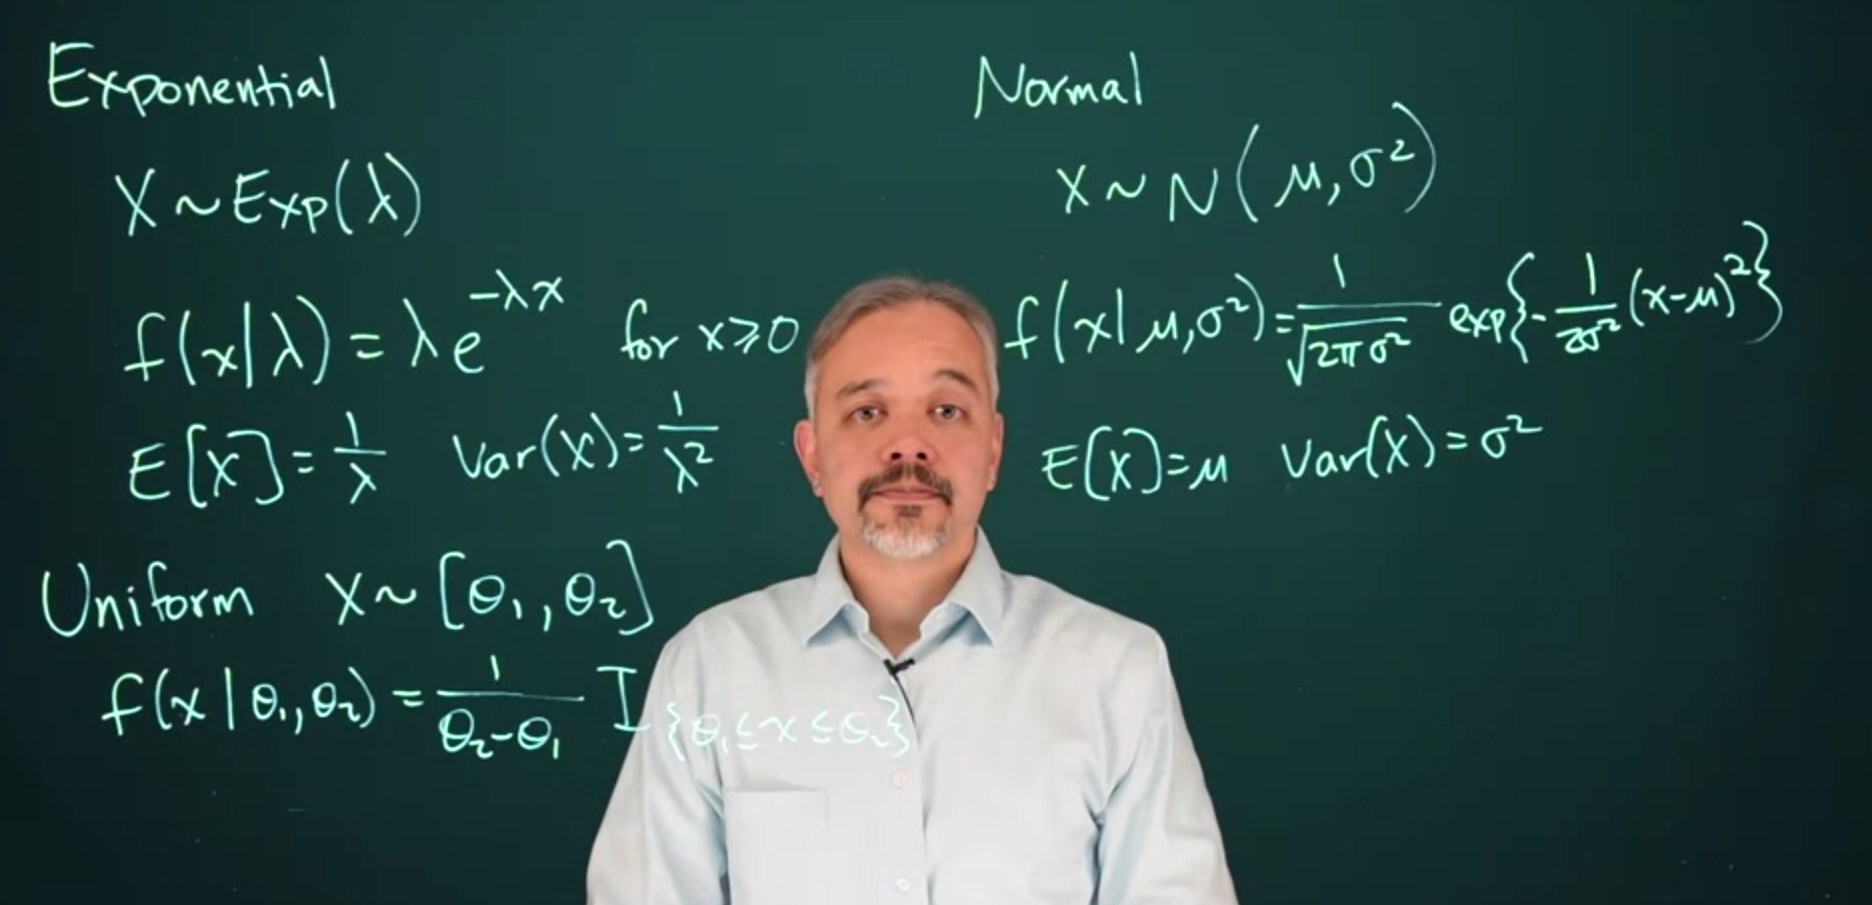 Exponential
X ~ Exp(λ)
f(x|λ) = λe^{-λx} for x ≥ 0
E[X] = 1/λ Var(X) = 1/λ²
Uniform X ~ [θ₁, θ₂]
f(x|θ₁, θ₂) = 1/(θ₂-θ₁) I_{θ₁ ≤ x ≤ θ₂}
Normal
X ~ N(μ, σ²)
f(x|μ, σ²) = 1/√(2πσ²) exp{-1/(2σ²) (x-μ)²}
E[X] = μ Var(X) = σ²